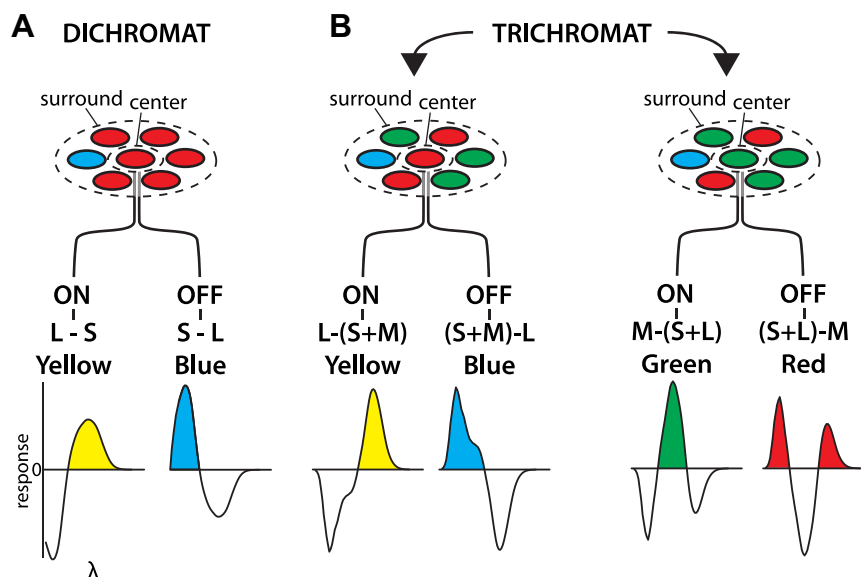 A DICHROMAT
B TRICHROMAT
surround center
surround center
surround center
ON OFF
L - S S - L
Yellow Blue
ON OFF
L-(S+M) (S+M)-L
Yellow Blue
ON OFF
M-(S+L) (S+L)-M
Green Red
response
0
λ